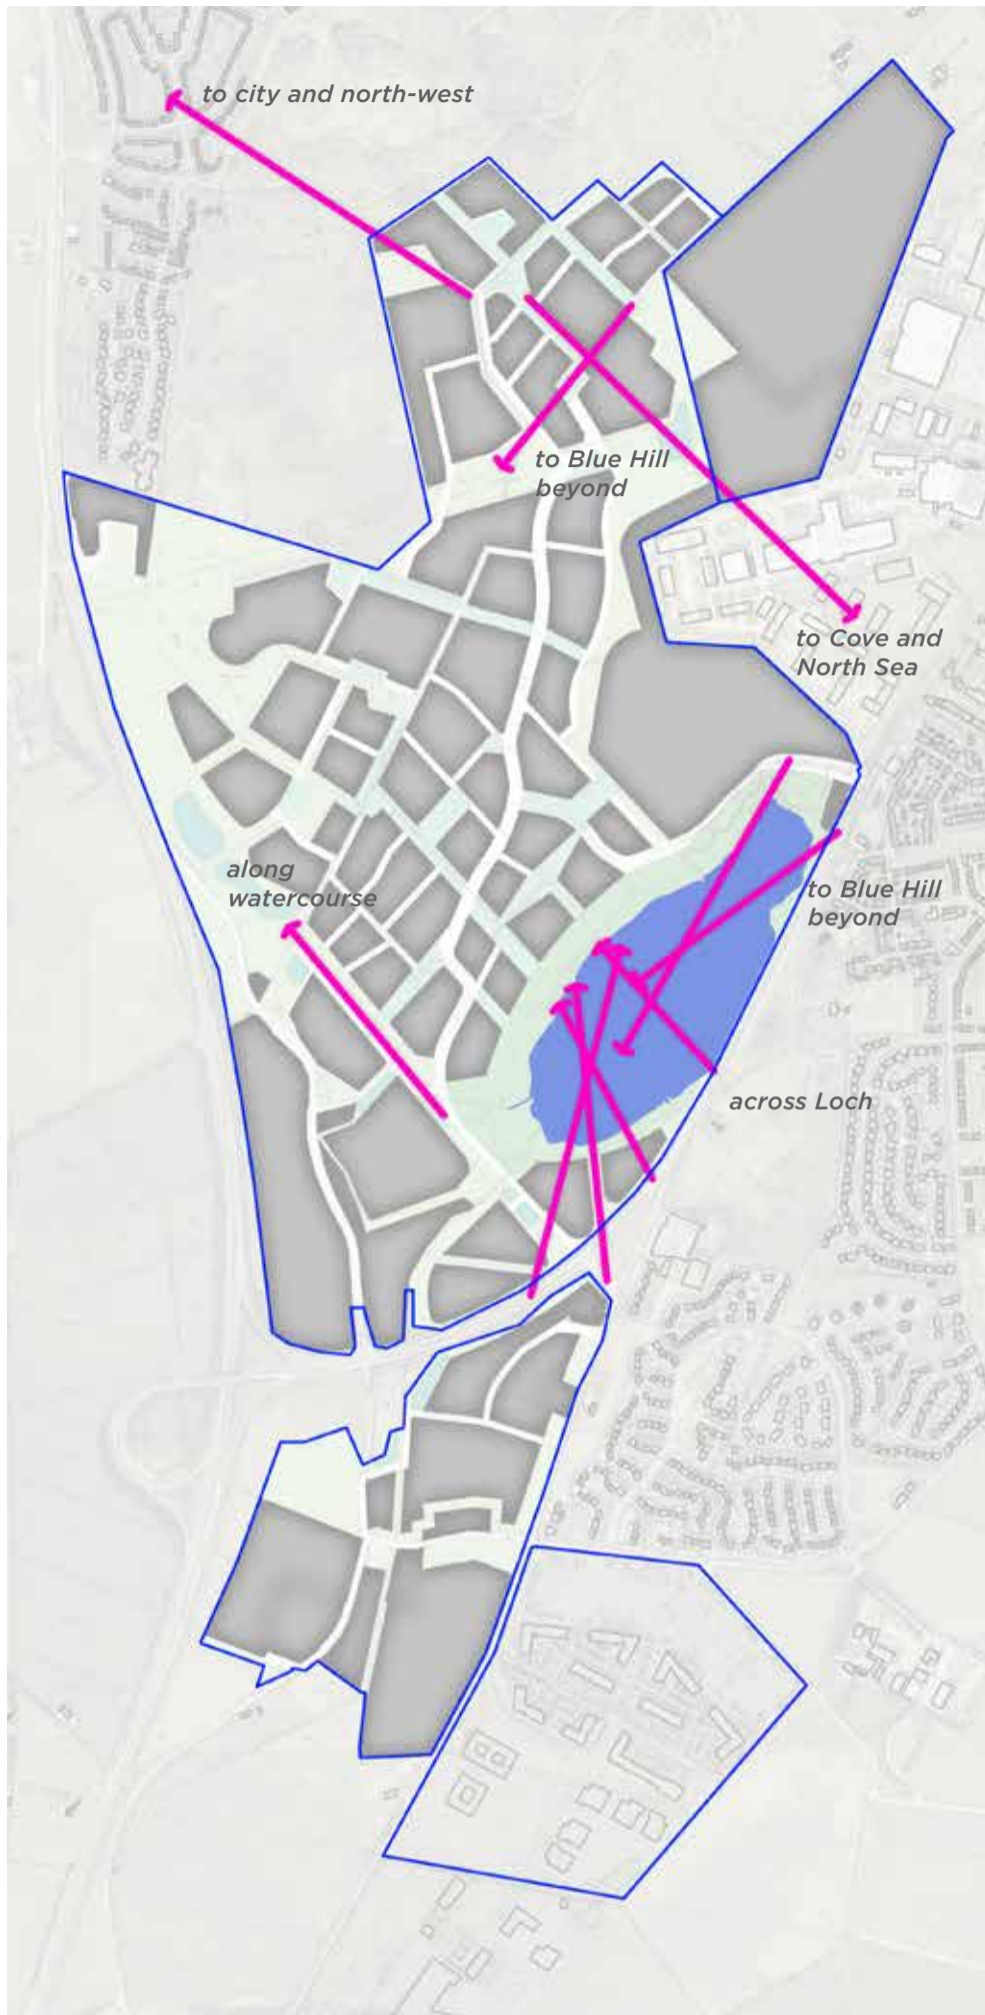 to city and north-west
to Blue Hill
beyond
to Cove and
North Sea
along
watercourse
to Blue Hill
beyond
across Loch